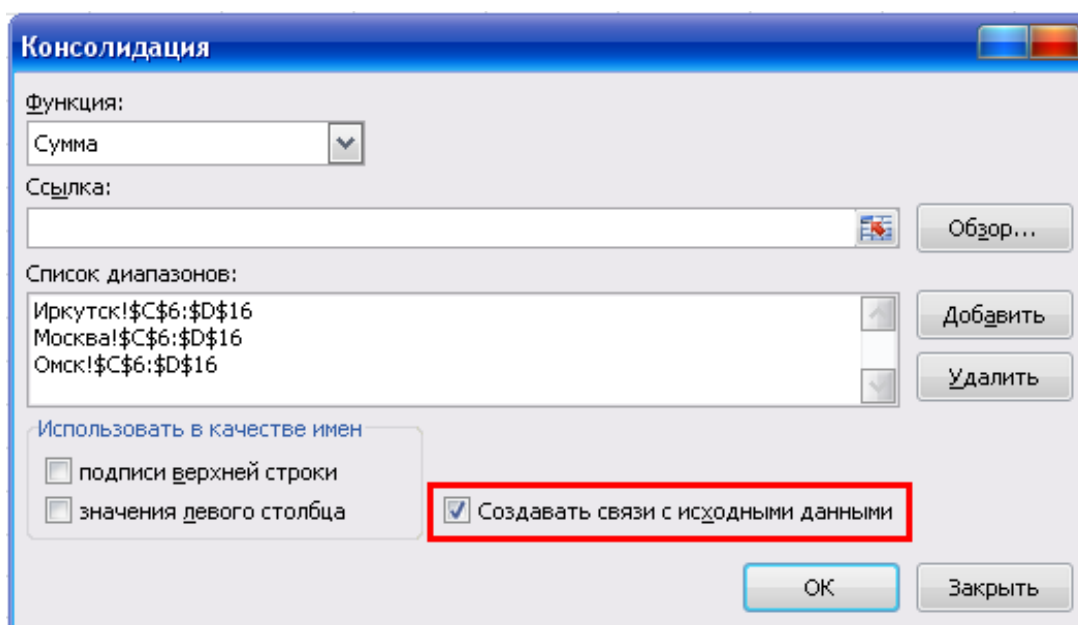 Консолидация
Функция:
Сумма
Ссылка:
Обзор...
Список диапазонов:
Иркутск!$C$6:$D$16
Москва!$C$6:$D$16
Омск!$C$6:$D$16
Добавить
Удалить
Использовать в качестве имен
подписи верхней строки
значения левого столбца
Создавать связи с исходными данными
ОК
Закрыть